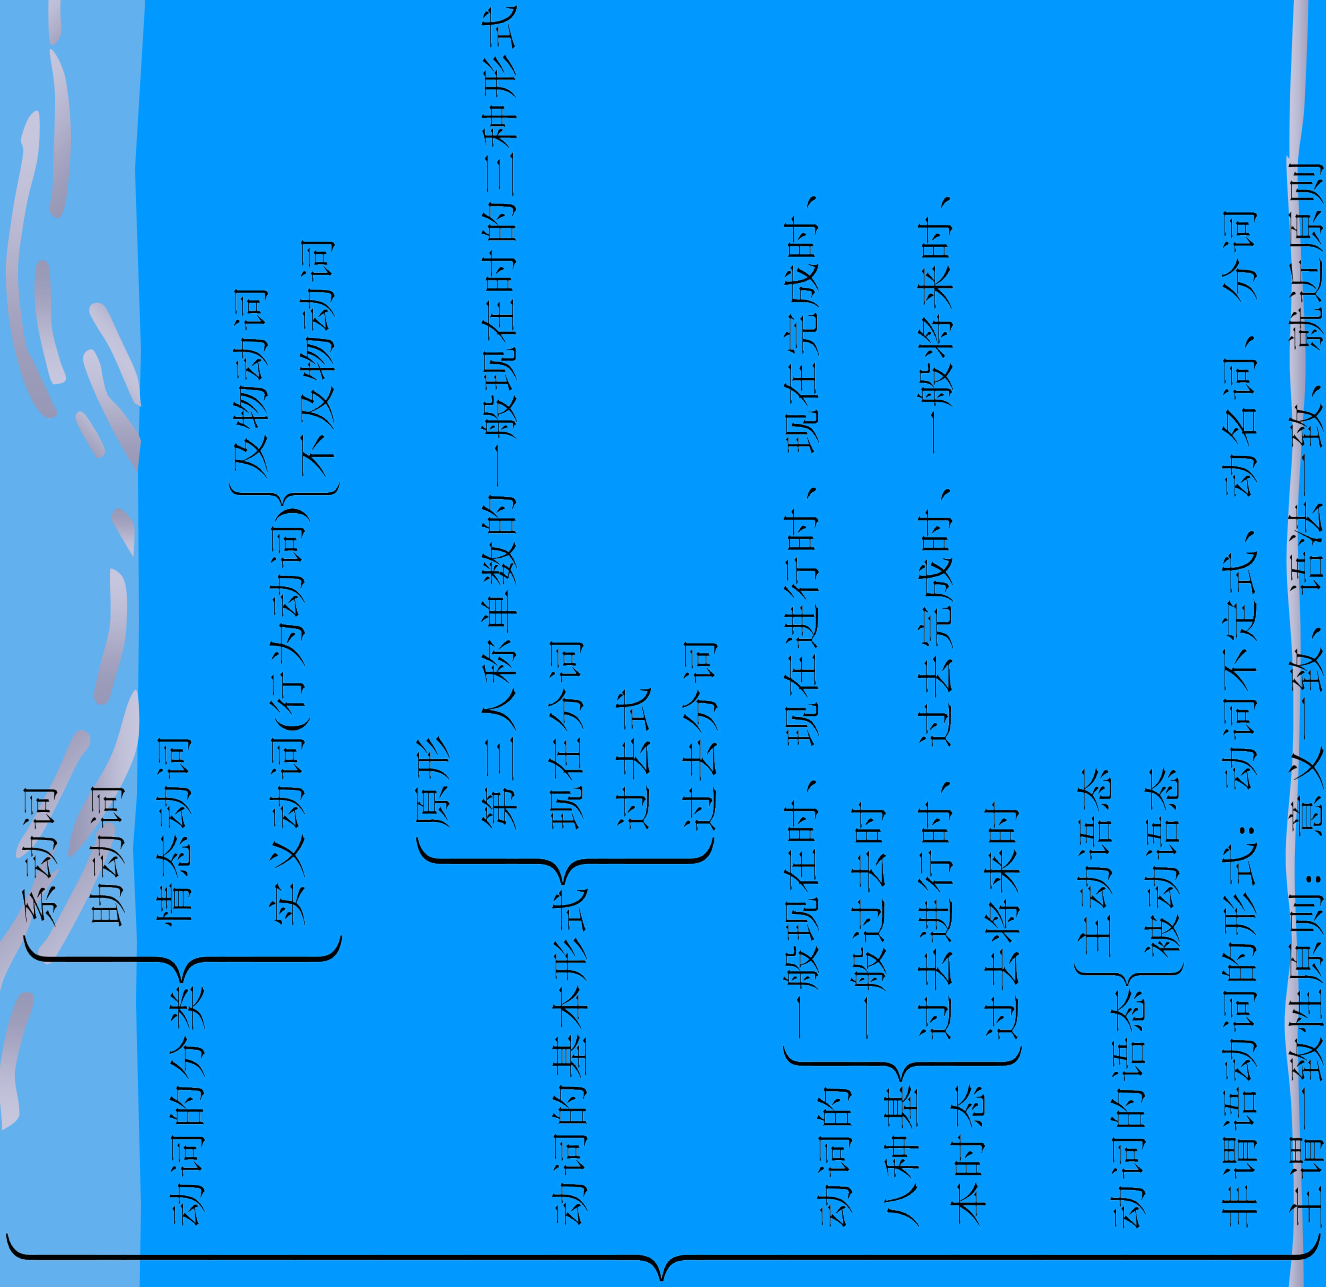 动词的分类
系动词
助动词
情态动词
实义动词(行为动词)
及物动词
不及物动词
动词的基本形式
原形
第三人称单数的一般现在时的三种形式
现在分词
过去式
过去分词
动词的
八种基
本时态
一般现在时、现在进行时、现在完成时、
一般过去时
过去进行时、过去完成时、一般将来时、
过去将来时
动词的语态
主动语态
被动语态
非谓语动词的形式:动词不定式、动名词、分词
主谓一致性原则:意义一致、语法一致、就近原则